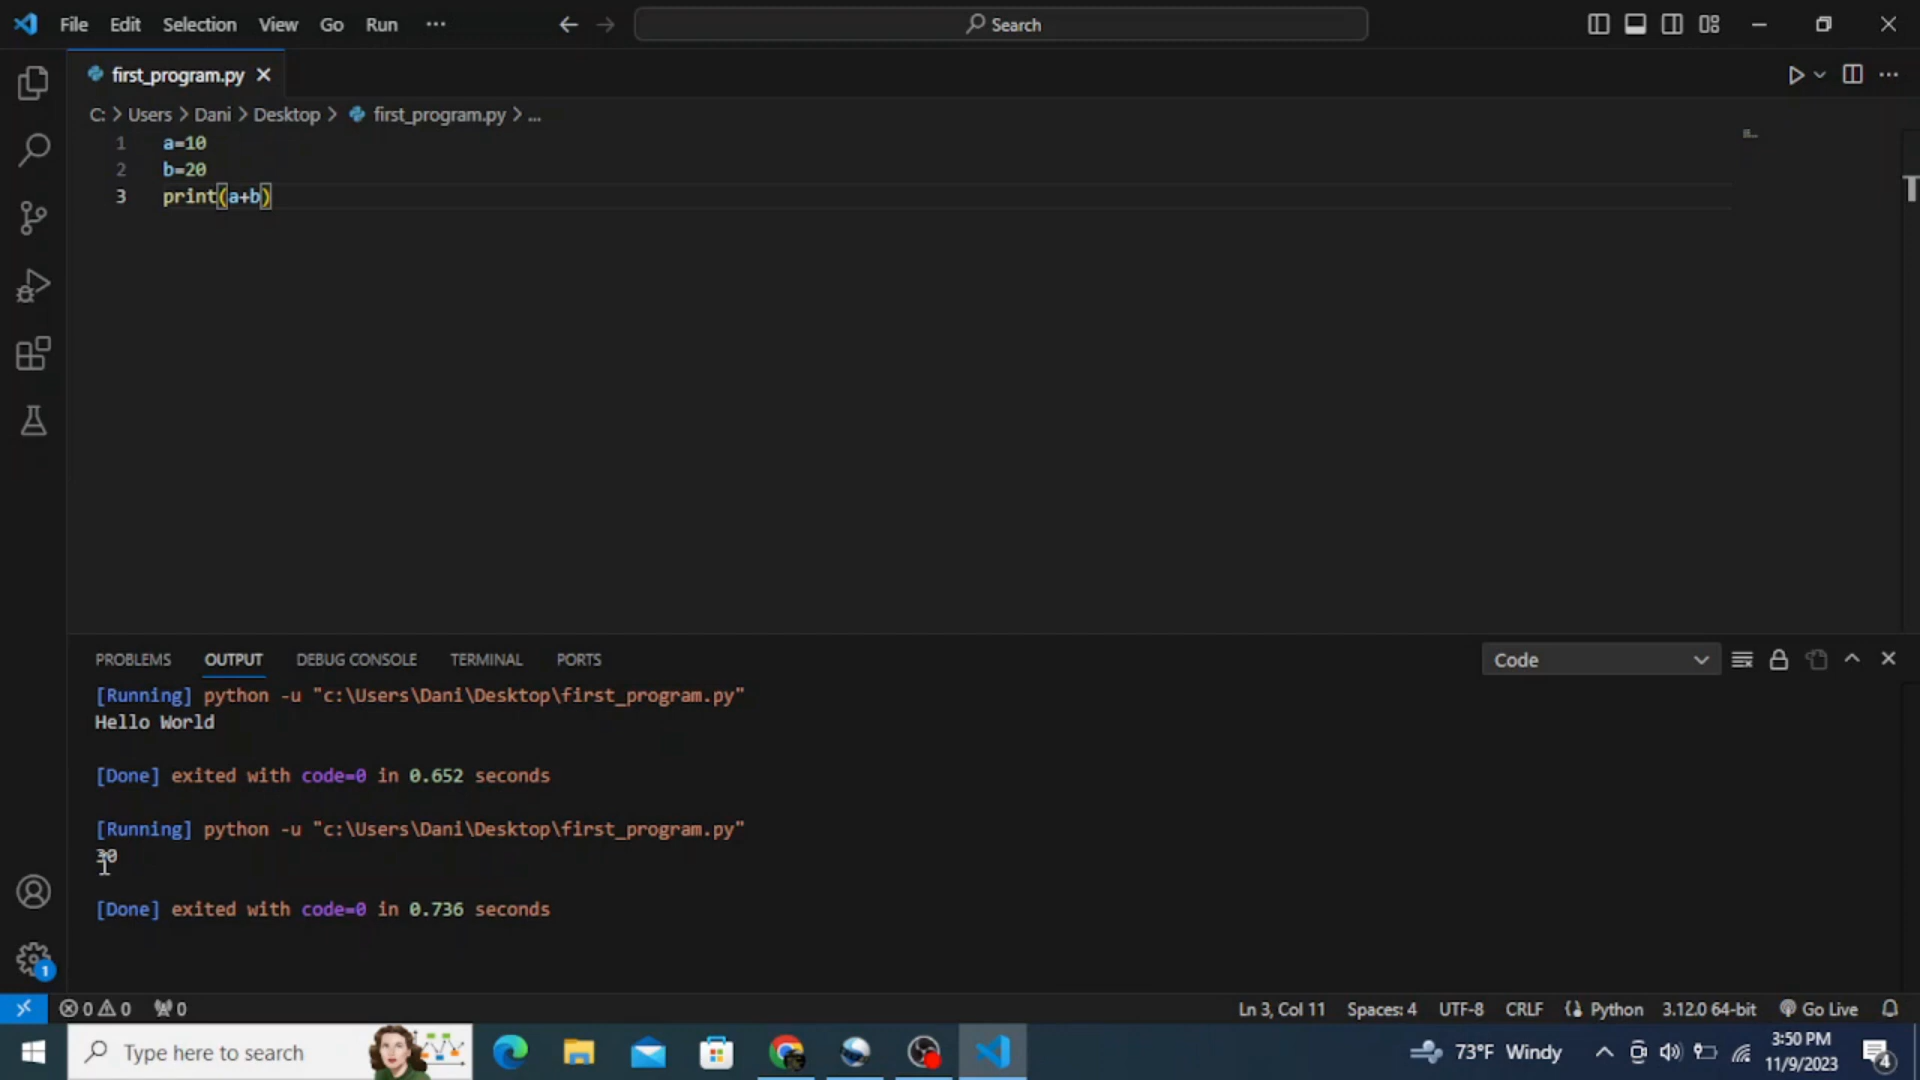 File Edit Selection View Go Run ··· Search
first_program.py
C: > Users > Dani > Desktop > first_program.py > ...
1 a=10
2 b=20
3 print(a+b)
PROBLEMS OUTPUT DEBUG CONSOLE TERMINAL PORTS Code
[Running] python -u "c:\Users\Dani\Desktop\first_program.py"
Hello World
[Done] exited with code=0 in 0.652 seconds
[Running] python -u "c:\Users\Dani\Desktop\first_program.py"
30
[Done] exited with code=0 in 0.736 seconds
1
0 0 0 Ln 3, Col 11 Spaces: 4 UTF-8 CRLF Python 3.12.0 64-bit Go Live
Type here to search 73°F Windy 3:50 PM
11/9/2023 4